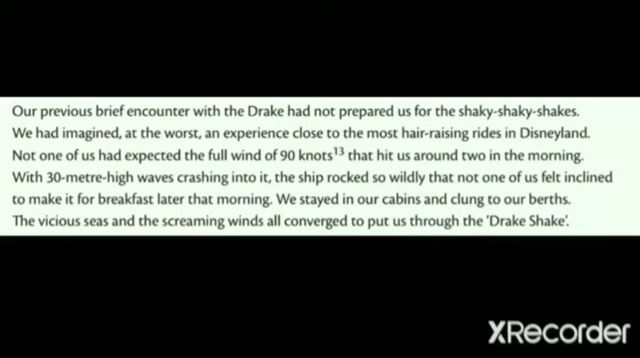 Our previous brief encounter with the Drake had not prepared us for the shaky-shaky-shakes.
We had imagined, at the worst, an experience close to the most hair-raising rides in Disneyland.
Not one of us had expected the full wind of 90 knots¹³ that hit us around two in the morning.
With 30-metre-high waves crashing into it, the ship rocked so wildly that not one of us felt inclined
to make it for breakfast later that morning. We stayed in our cabins and clung to our berths.
The vicious seas and the screaming winds all converged to put us through the 'Drake Shake'.
XRecorder